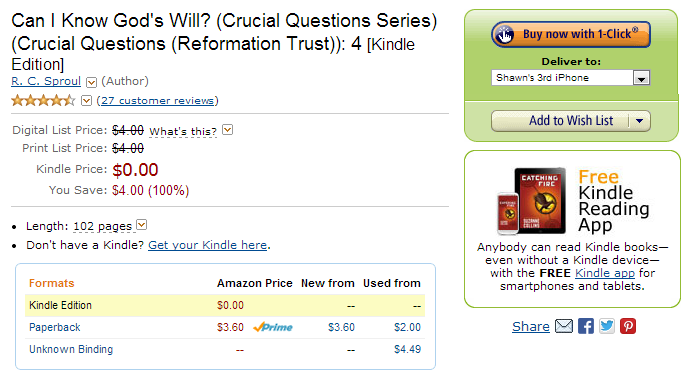 Can I Know God's Will? (Crucial Questions Series)
(Crucial Questions (Reformation Trust)): 4 [Kindle
Edition]
R. C. Sproul (Author)
(27 customer reviews)
Digital List Price: $4.00 What's this?
Print List Price: $4.00
Kindle Price: $0.00
You Save: $4.00 (100%)
• Length: 102 pages
• Don't have a Kindle? Get your Kindle here.
Formats Amazon Price New from Used from
Kindle Edition $0.00 -- --
Paperback $3.60 Prime $3.60 $2.00
Unknown Binding -- -- $4.49
Buy now with 1-Click®
Deliver to:
Shawn's 3rd iPhone
Add to Wish List
CATCHING
FIRE
SUZANNE
COLLINS
Free
Kindle
Reading
App
Anybody can read Kindle books—
even without a Kindle device—
with the FREE Kindle app for
smartphones and tablets.
Share